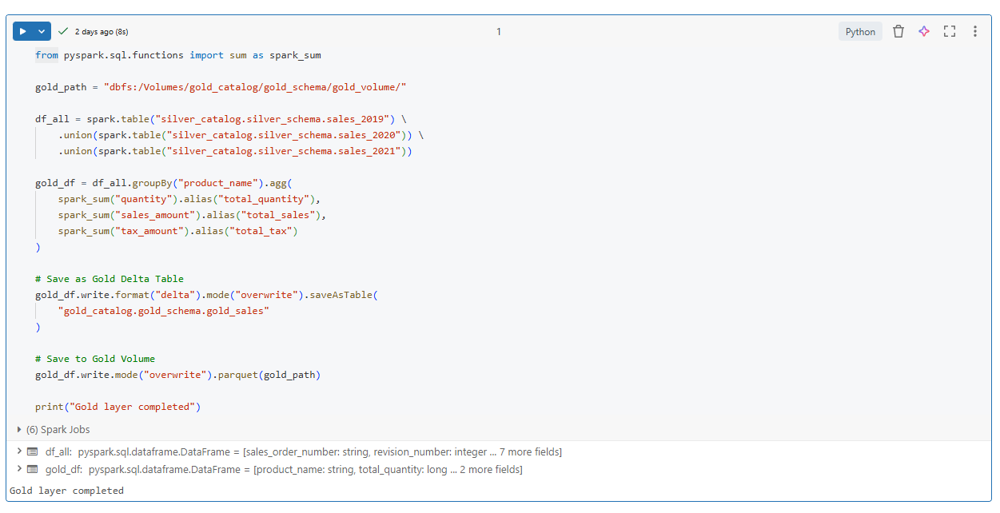 2 days ago (8s)
1
Python
from pyspark.sql.functions import sum as spark_sum
gold_path = "dbfs:/Volumes/gold_catalog/gold_schema/gold_volume/"
df_all = spark.table("silver_catalog.silver_schema.sales_2019") \
    .union(spark.table("silver_catalog.silver_schema.sales_2020")) \
    .union(spark.table("silver_catalog.silver_schema.sales_2021"))
gold_df = df_all.groupBy("product_name").agg(
    spark_sum("quantity").alias("total_quantity"),
    spark_sum("sales_amount").alias("total_sales"),
    spark_sum("tax_amount").alias("total_tax")
)
# Save as Gold Delta Table
gold_df.write.format("delta").mode("overwrite").saveAsTable(
    "gold_catalog.gold_schema.gold_sales"
)
# Save to Gold Volume
gold_df.write.mode("overwrite").parquet(gold_path)
print("Gold layer completed")
(6) Spark Jobs
df_all: pyspark.sql.dataframe.DataFrame = [sales_order_number: string, revision_number: integer ... 7 more fields]
gold_df: pyspark.sql.dataframe.DataFrame = [product_name: string, total_quantity: long ... 2 more fields]
Gold layer completed